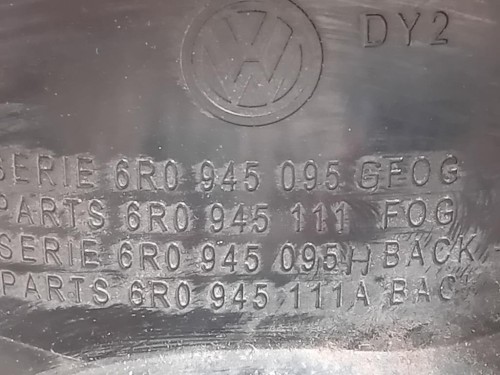 DY2
SERIE 6R0 945 095 G FOG
PARTS 6R0 945 111 FOG
SERIE 6R0 945 095 H BACK
PARTS 6R0 945 111A BAC